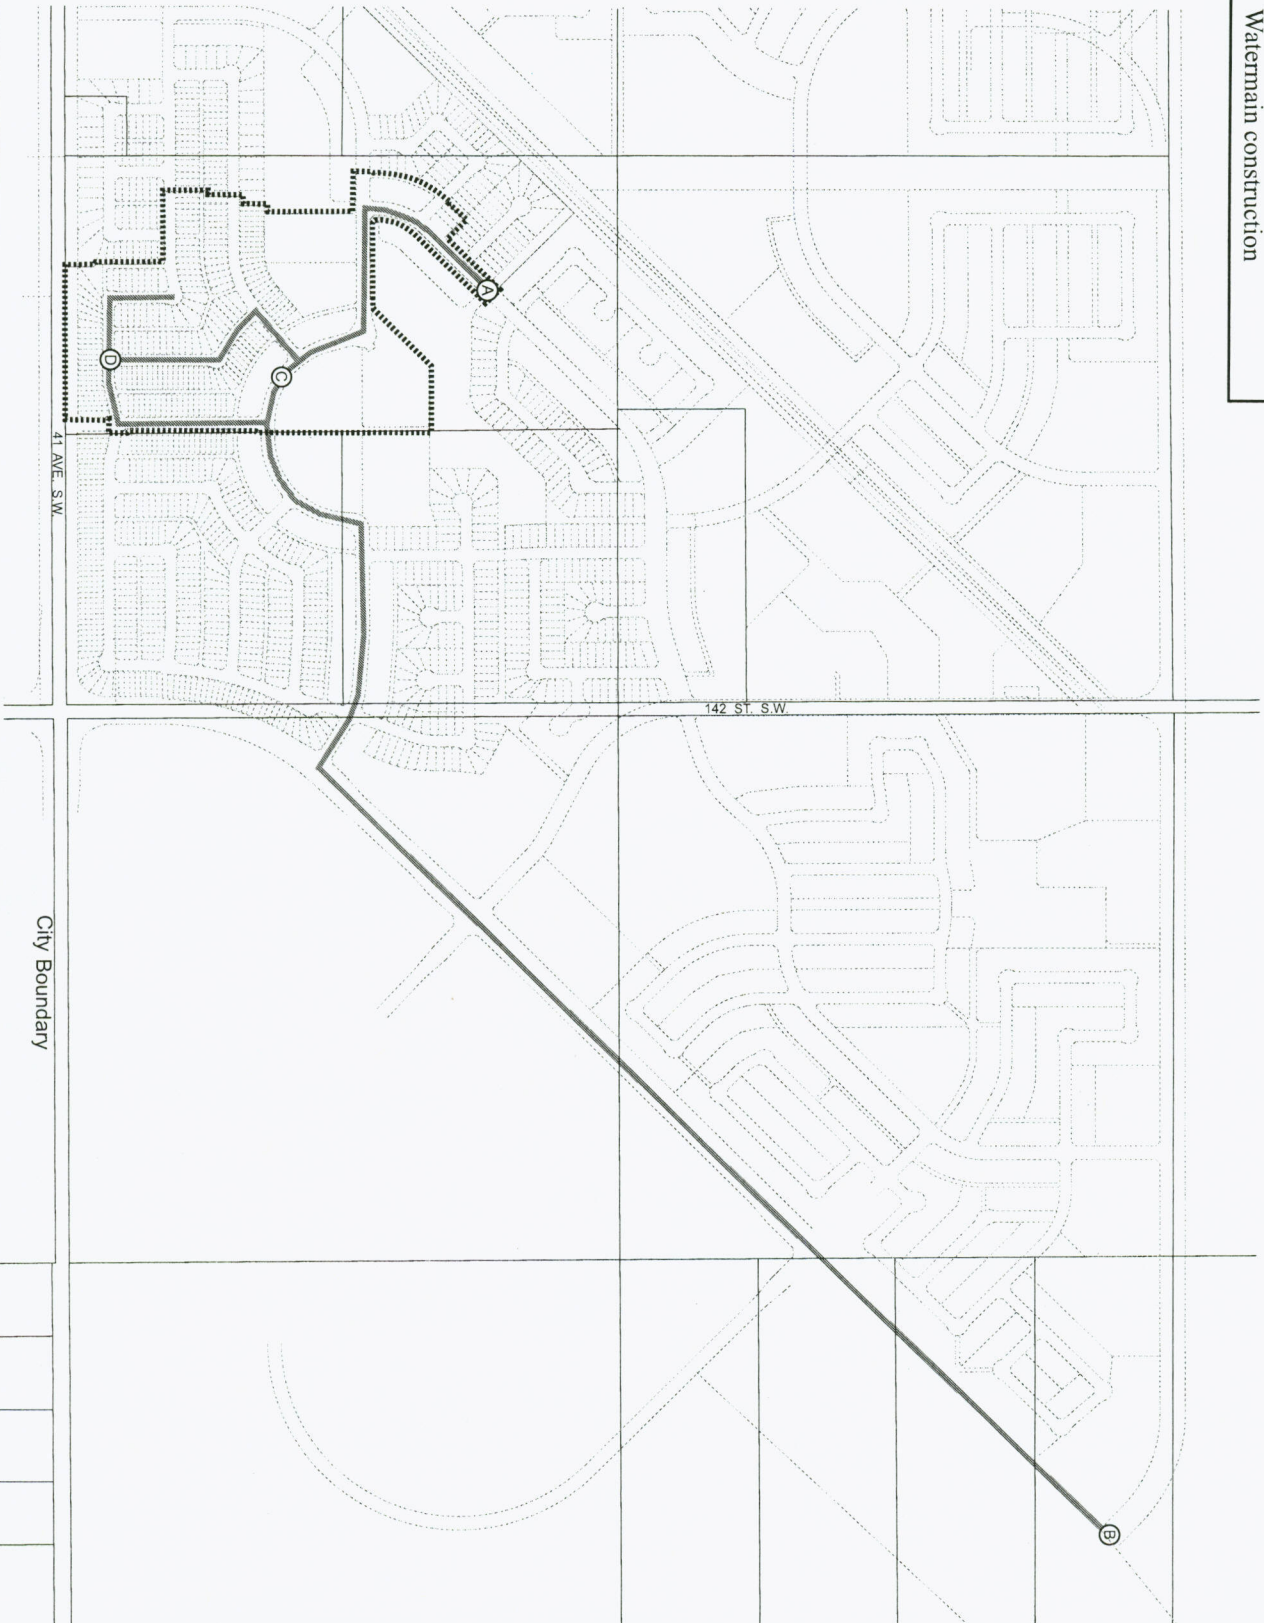 Watermain construction
A
D
C
41 AVE. S.W.
142 ST. S.W.
City Boundary
B